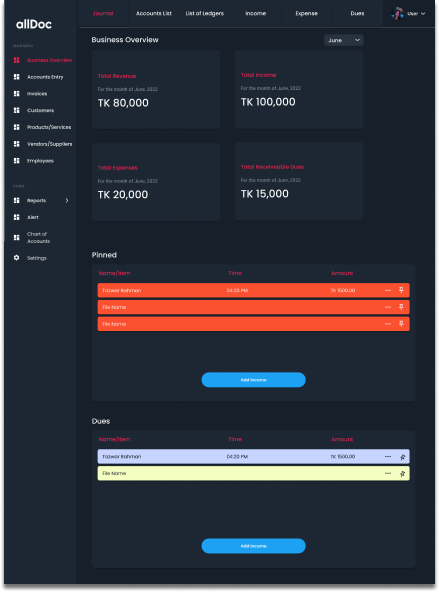 allDoc
Journal
Accounts List
List of Ledgers
Income
Expense
Dues
User
Business Overview
Accounts Entry
Invoices
Customers
Products/Services
Vendors/Suppliers
Employees
Reports
Alert
Chart of
Accounts
Settings
Business Overview
June
Total Revenue
For the month of June, 2022
TK 80,000
Total Income
For the month of June, 2022
TK 100,000
Total Expenses
For the month of June, 2022
TK 20,000
Total Receiveable Dues
For the month of June, 2022
TK 15,000
Pinned
Name/Item Time Amount
Tazwar Rahman 04:20 PM TK 1500.00
File Name
File Name
Add Income
Dues
Name/Item Time Amount
Tazwar Rahman 04:20 PM TK 1500.00
File Name
Add Income